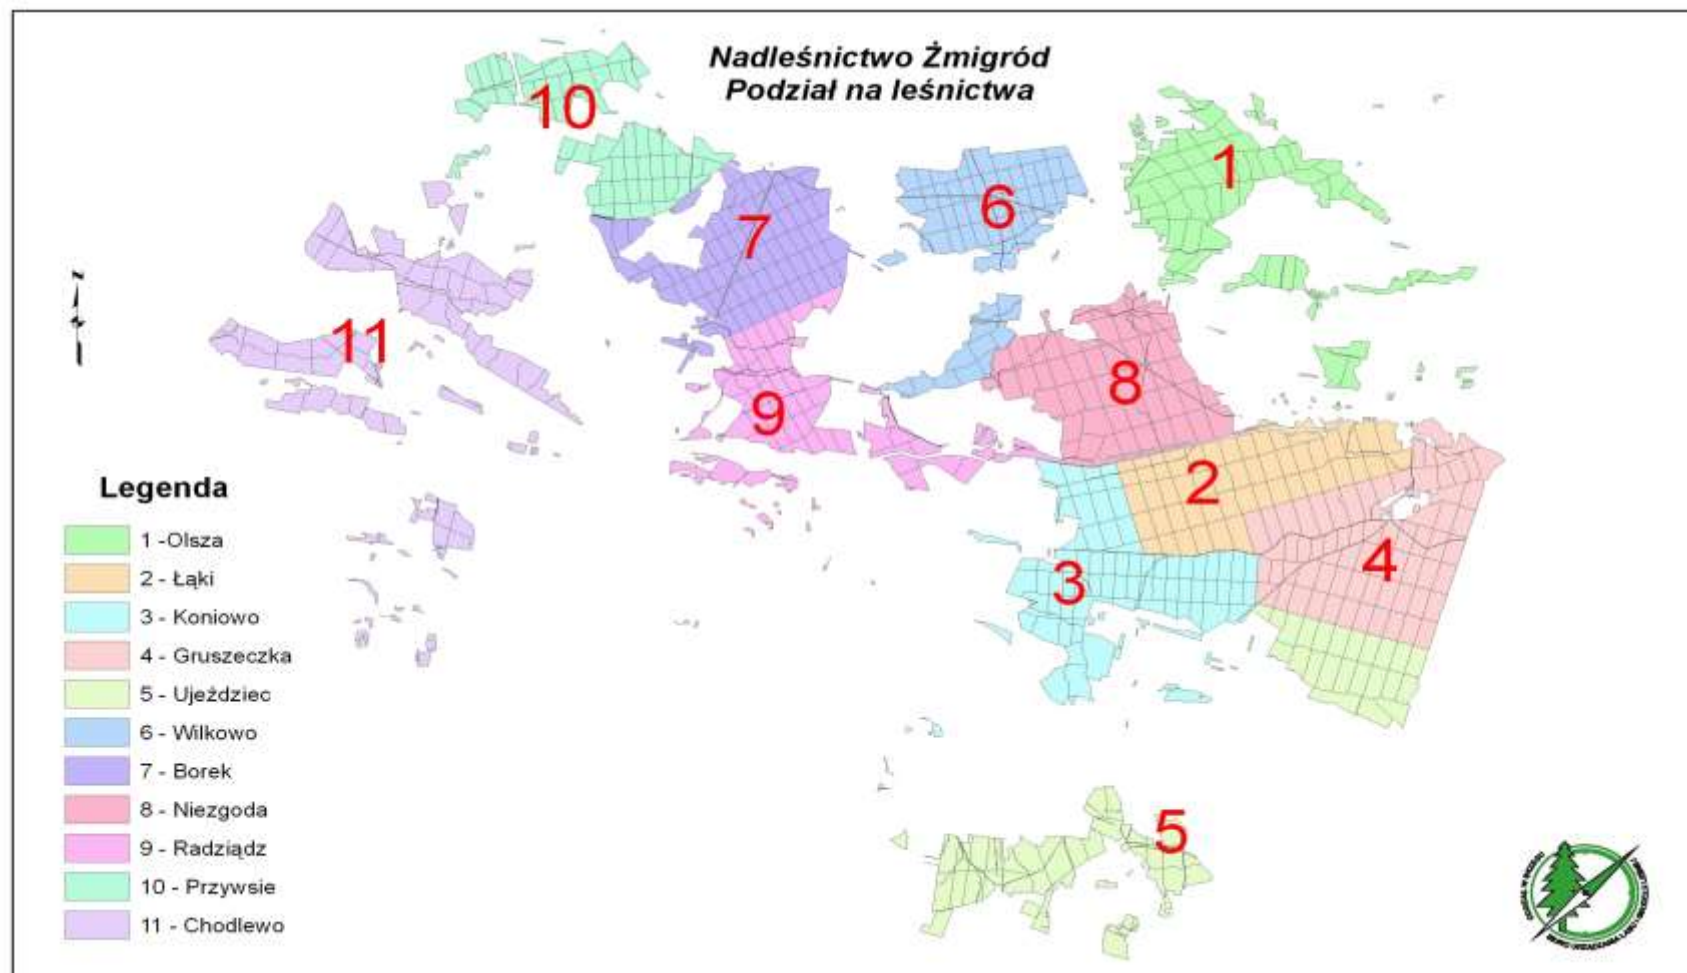 Nadleśnictwo Żmigród
Podział na leśnictwa
10
1
6
7
11
8
9
2
4
3
5
N
Legenda
1 -Olsza
2 - Łąki
3 - Koniowo
4 - Gruszeczka
5 - Ujeździec
6 - Wilkowo
7 - Borek
8 - Niezgoda
9 - Radziądz
10 - Przywsie
11 - Chodlewo